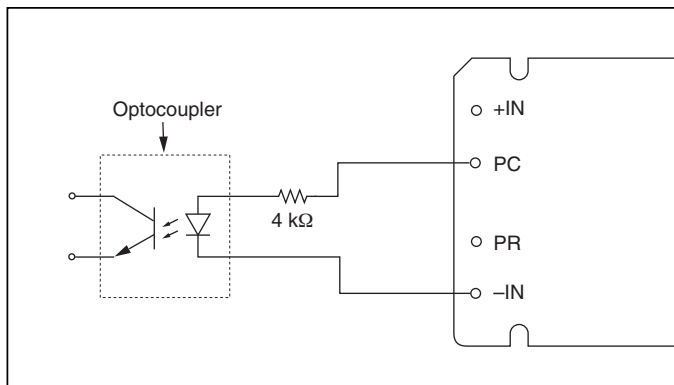 Optocoupler
+IN
PC
4 kΩ
PR
–IN